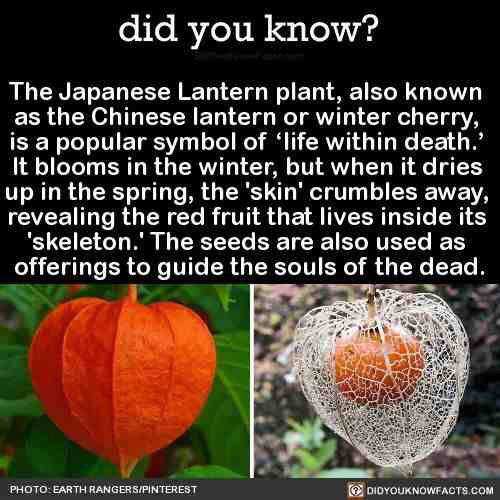 did you know?
The Japanese Lantern plant, also known
as the Chinese lantern or winter cherry,
is a popular symbol of ‘life within death.’
It blooms in the winter, but when it dries
up in the spring, the 'skin' crumbles away,
revealing the red fruit that lives inside its
'skeleton.' The seeds are also used as
offerings to guide the souls of the dead.
PHOTO: EARTH RANGERS/PINTEREST
DIDYOUKNOWFACTS.COM